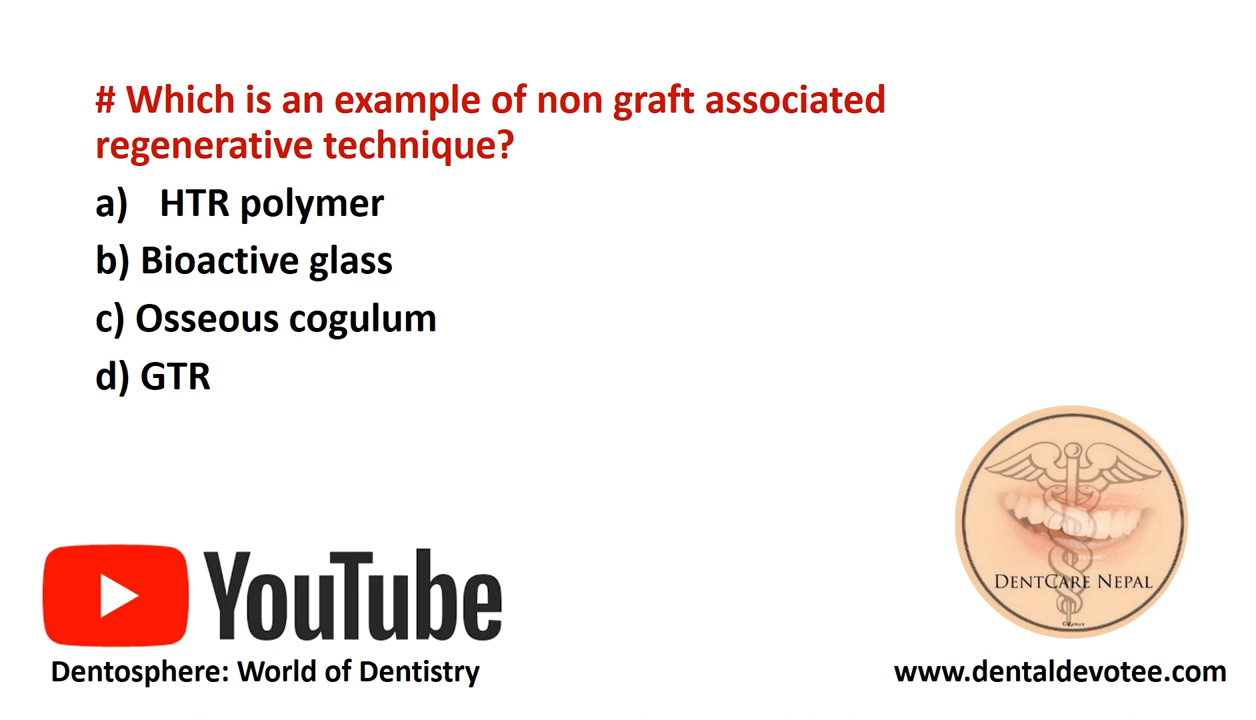 # Which is an example of non graft associated
regenerative technique?
a) HTR polymer
b) Bioactive glass
c) Osseous cogulum
d) GTR
DENTCARE NEPAL
YouTube
Dentosphere: World of Dentistry
www.dentaldevotee.com